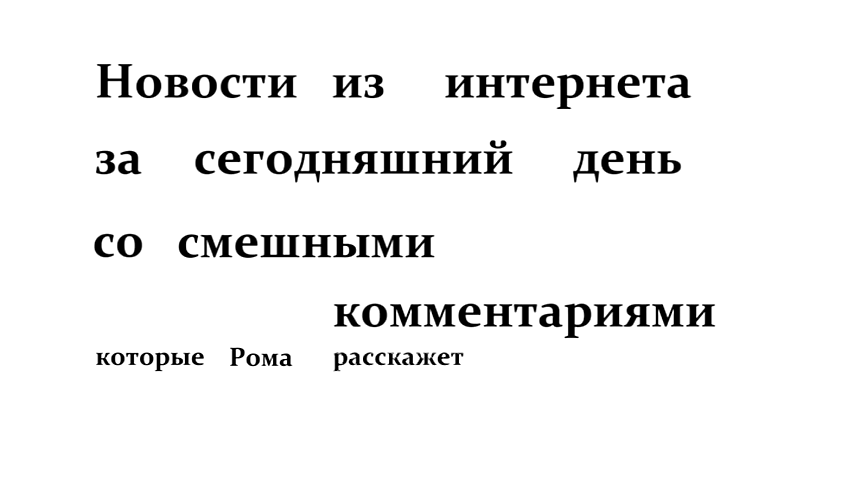 Новости из интернета
за сегодняшний день
со смешными
комментариями
которые Рома расскажет